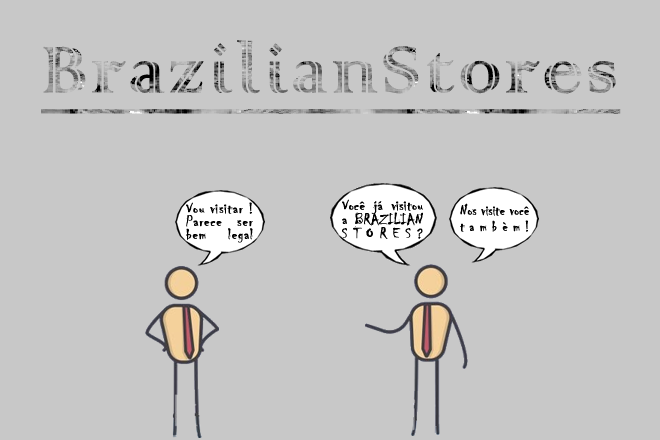 BrazilianStores
Vou visitar !
Parece ser
bem legal
Você já visitou
a BRAZILIAN
STORES?
Nos visite você
também!